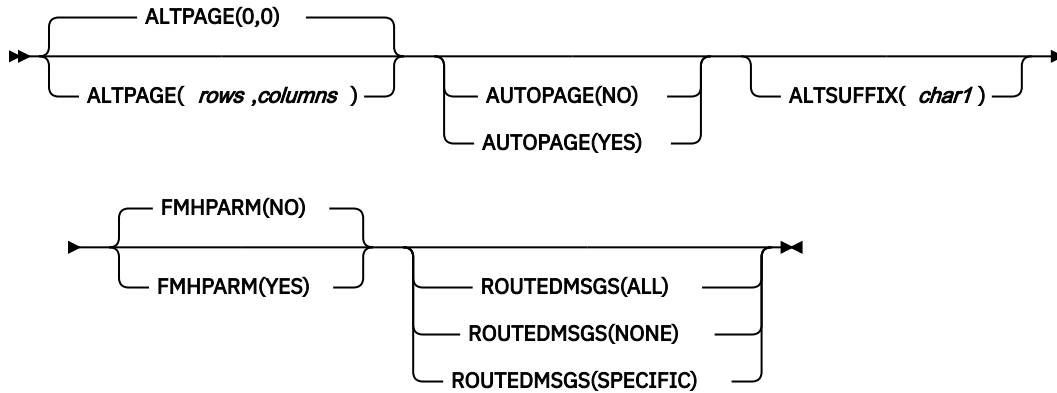 ALTPAGE(0,0)
ALTPAGE( rows ,columns )
AUTOPAGE(NO)
AUTOPAGE(YES)
ALTSUFFIX( char1 )
FMHPARM(NO)
FMHPARM(YES)
ROUTEDMSGS(ALL)
ROUTEDMSGS(NONE)
ROUTEDMSGS(SPECIFIC)